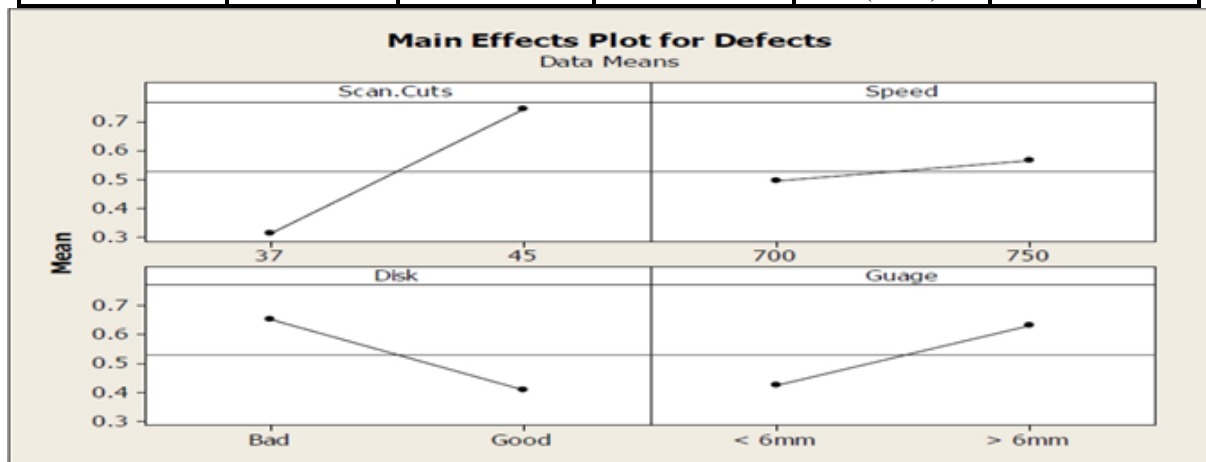 Main Effects Plot for Defects
Data Means
Scan.Cuts Speed
0.7
0.6
0.5
0.4
0.3
37 45 700 750
Mean
Disk Guage
0.7
0.6
0.5
0.4
0.3
Bad Good < 6mm > 6mm